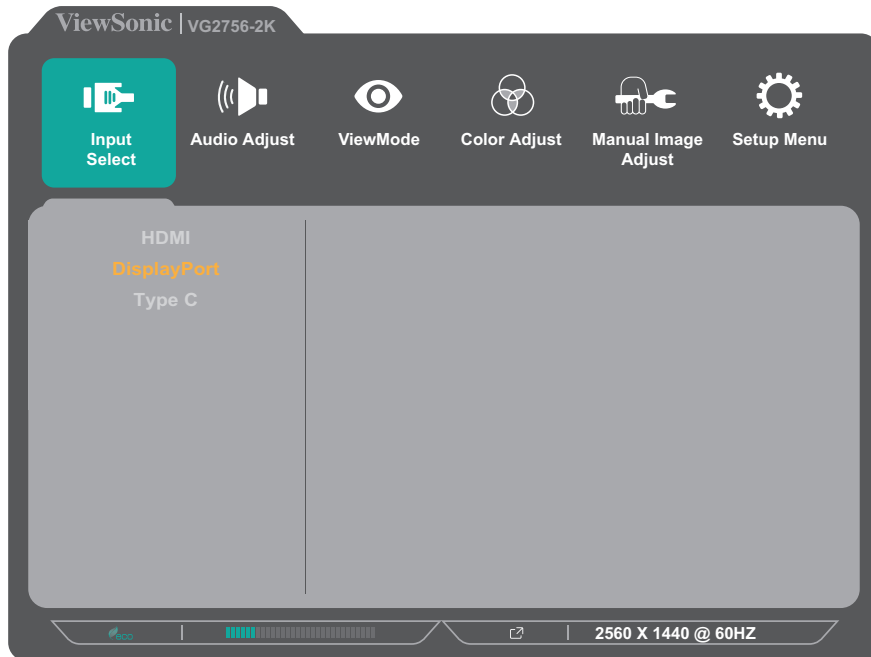 ViewSonic | VG2756-2K
Input
Select
Audio Adjust
ViewMode
Color Adjust
Manual Image
Adjust
Setup Menu
HDMI
DisplayPort
Type C
eco
2560 X 1440 @ 60HZ